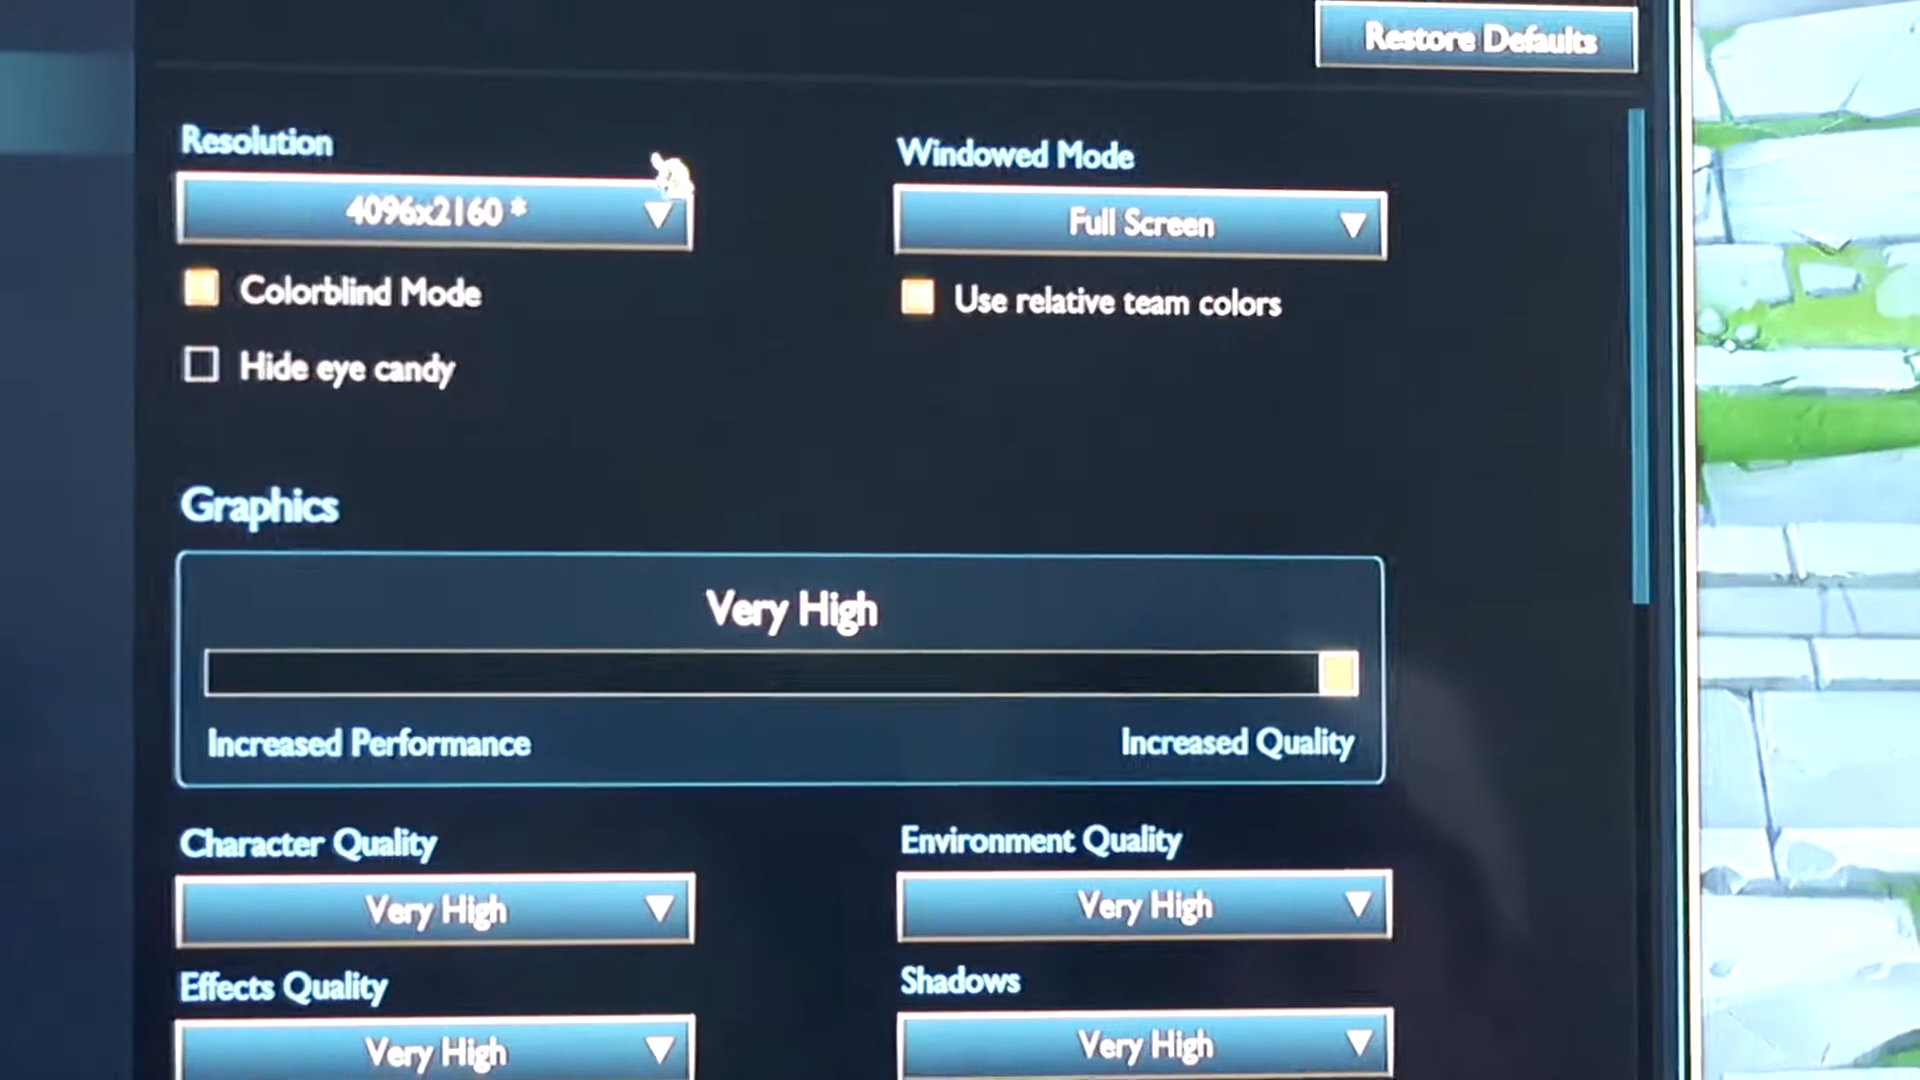 Restore Defaults
Resolution
Windowed Mode
4096x2160 *
Full Screen
Colorblind Mode
Use relative team colors
Hide eye candy
Graphics
Very High
Increased Performance
Increased Quality
Character Quality
Environment Quality
Very High
Very High
Effects Quality
Shadows
Very High
Very High